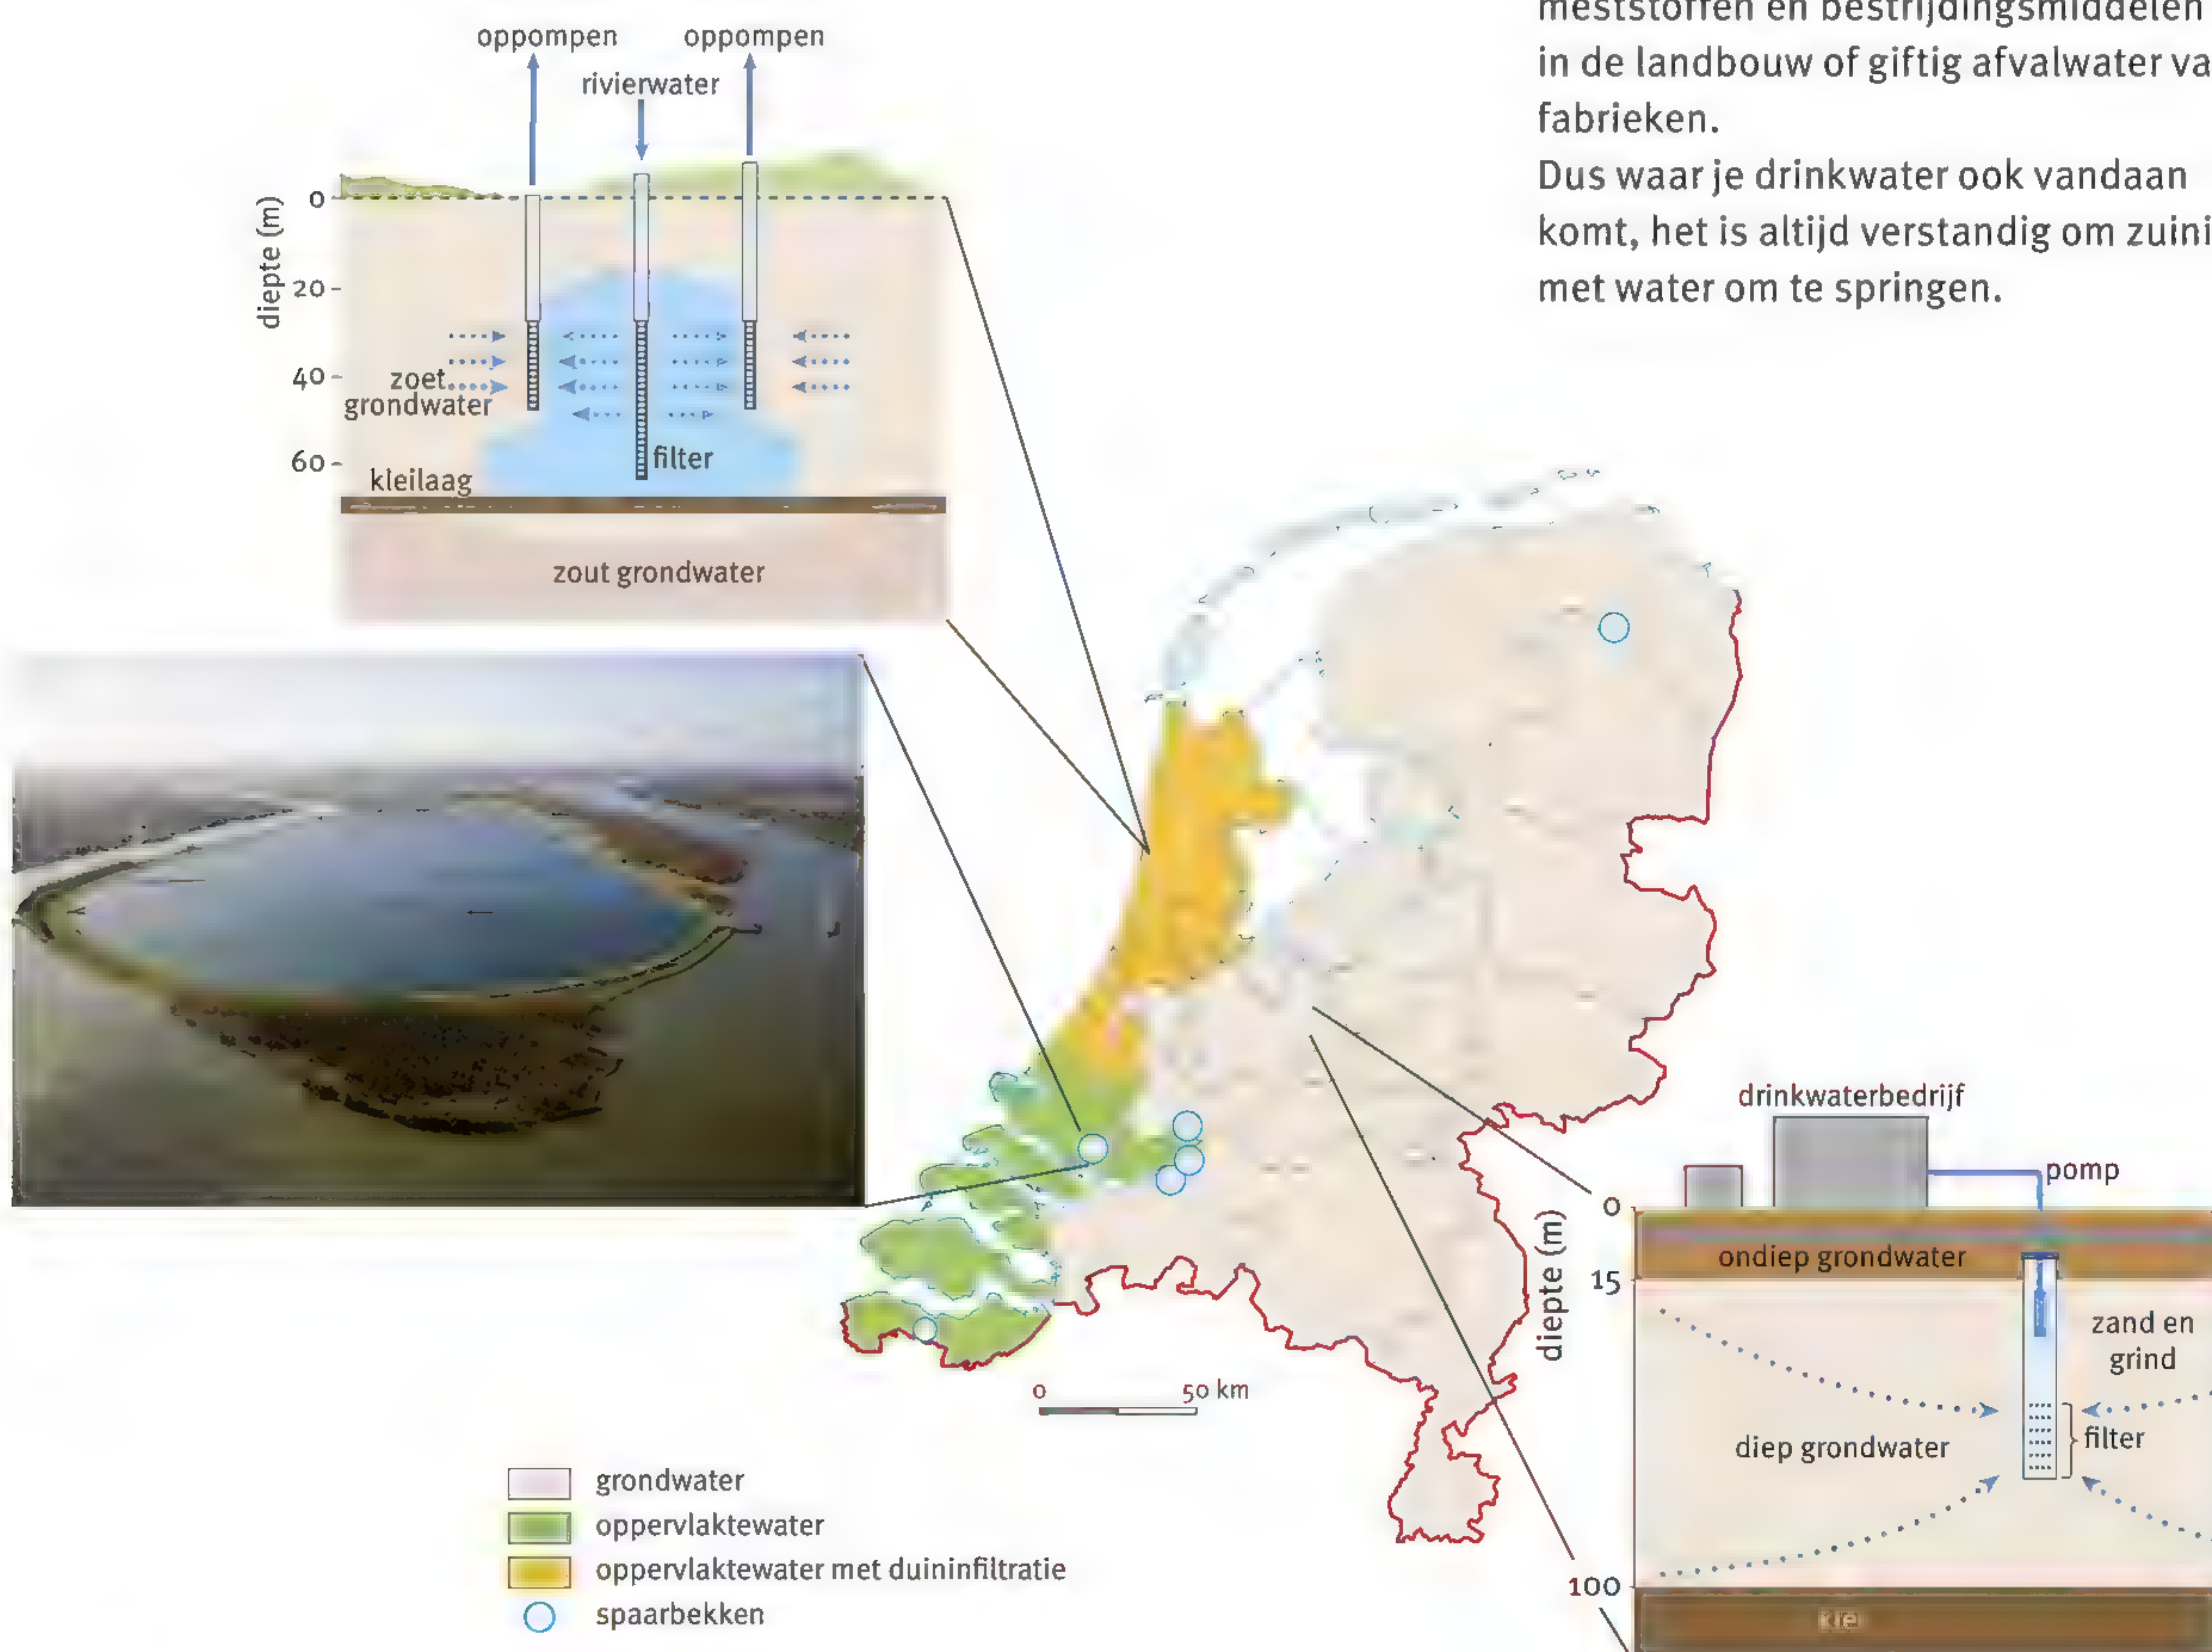 meststoffen en bestrijdingsmiddelen
in de landbouw of giftig afvalwater va
fabrieken.
Dus waar je drinkwater ook vandaan
komt, het is altijd verstandig om zuini
met water om te springen.
oppompen
oppompen
rivierwater
diepte (m)
0
20
40
60
zoet
grondwater
filter
kleilaag
zout grondwater
drinkwaterbedrijf
pomp
diepte (m)
0
15
100
ondiep grondwater
zand en
grind
diep grondwater
filter
klei
0
50 km
grondwater
oppervlaktewater
oppervlaktewater met duininfiltratie
spaarbekken